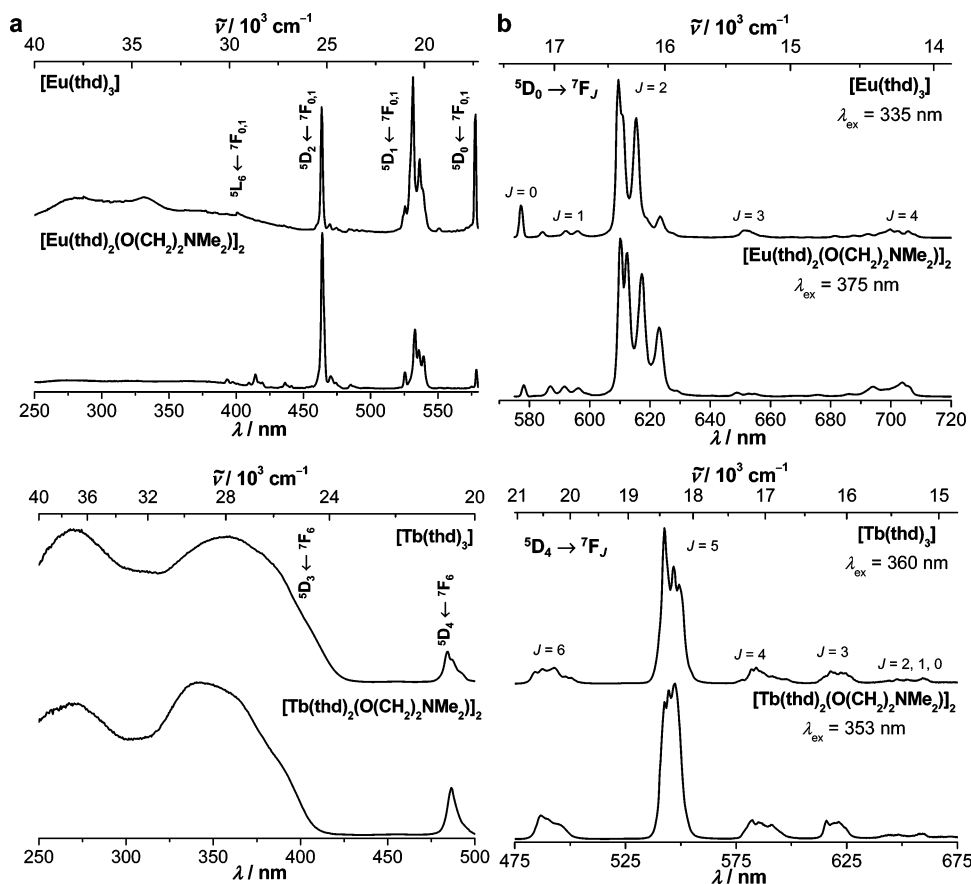 a
ν̃ / 10³ cm⁻¹
40 35 30 25 20
[Eu(thd)₃]
⁵L₆ ← ⁷F₀,₁
⁵D₂ ← ⁷F₀,₁
⁵D₁ ← ⁷F₀,₁
⁵D₀ ← ⁷F₀,₁
[Eu(thd)₂(O(CH₂)₂NMe₂)]₂
250 300 350 400 450 500 550
λ / nm
b
ν̃ / 10³ cm⁻¹
17 16 15 14
⁵D₀ → ⁷F_J
J = 2
[Eu(thd)₃]
λₑₓ = 335 nm
J = 0
J = 1
J = 3
J = 4
[Eu(thd)₂(O(CH₂)₂NMe₂)]₂
λₑₓ = 375 nm
580 600 620 640 660 680 700 720
λ / nm
ν̃ / 10³ cm⁻¹
40 36 32 28 24 20
[Tb(thd)₃]
⁵D₃ ← ⁷F₆
⁵D₄ ← ⁷F₆
[Tb(thd)₂(O(CH₂)₂NMe₂)]₂
250 300 350 400 450 500
λ / nm
ν̃ / 10³ cm⁻¹
21 20 19 18 17 16 15
⁵D₄ → ⁷F_J
J = 5
[Tb(thd)₃]
λₑₓ = 360 nm
J = 6
J = 4
J = 3
J = 2, 1, 0
[Tb(thd)₂(O(CH₂)₂NMe₂)]₂
λₑₓ = 353 nm
475 525 575 625 675
λ / nm